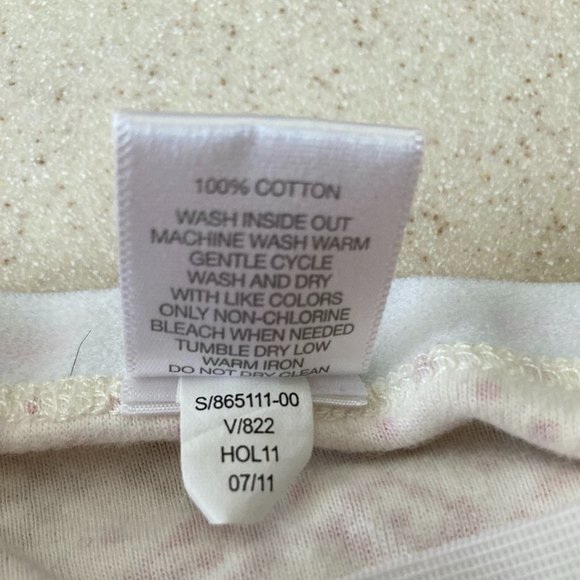 100% COTTON
WASH INSIDE OUT
MACHINE WASH WARM
GENTLE CYCLE
WASH AND DRY
WITH LIKE COLORS
ONLY NON-CHLORINE
BLEACH WHEN NEEDED
TUMBLE DRY LOW
WARM IRON
DO NOT DRY CLEAN
S/865111-00
V/822
HOL11
07/11